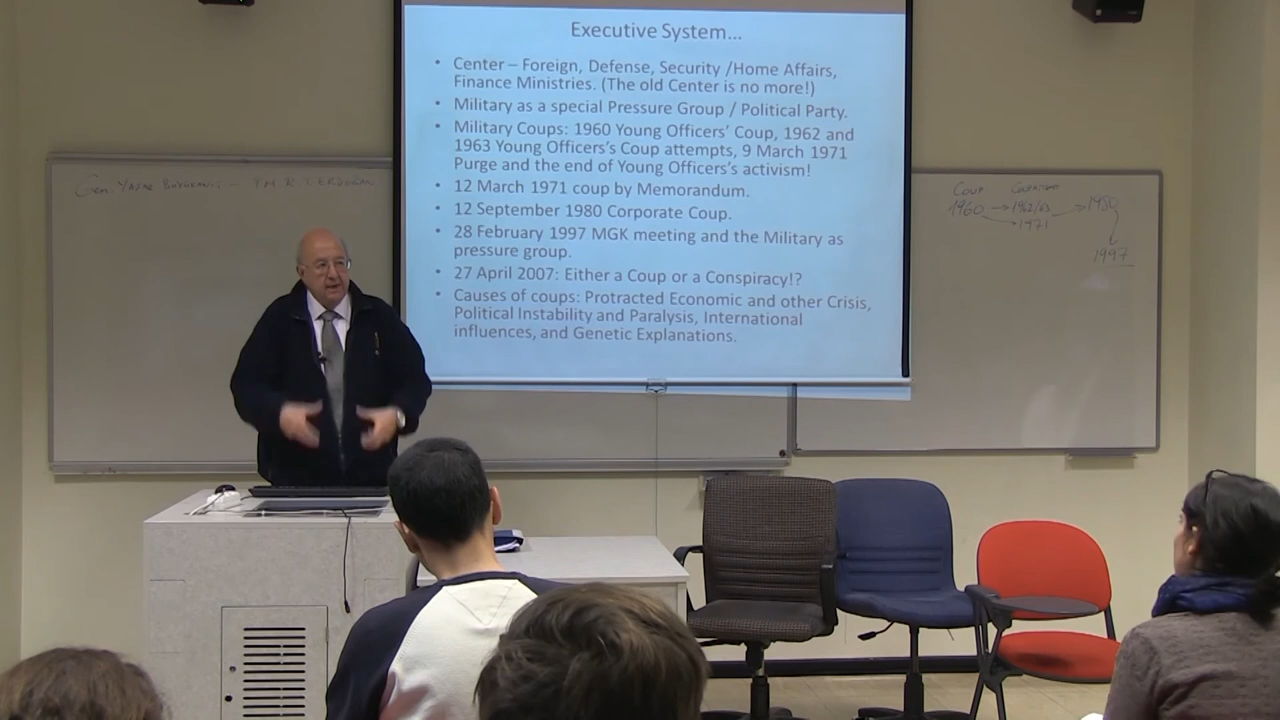 Executive System...
• Center – Foreign, Defense, Security /Home Affairs,
Finance Ministries. (The old Center is no more!)
• Military as a special Pressure Group / Political Party.
• Military Coups: 1960 Young Officers' Coup, 1962 and
1963 Young Officers's Coup attempts, 9 March 1971
Purge and the end of Young Officers's activism!
• 12 March 1971 coup by Memorandum.
• 12 September 1980 Corporate Coup.
• 28 February 1997 MGK meeting and the Military as
pressure group.
• 27 April 2007: Either a Coup or a Conspiracy!?
• Causes of coups: Protracted Economic and other Crisis,
Political Instability and Paralysis, International
influences, and Genetic Explanations.
Gen. YAŞAR
Coup
1960 → 1962/63 →
1971
1997